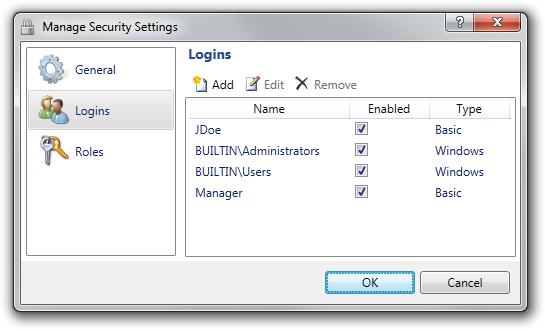 Manage Security Settings
General
Logins
Roles
Logins
Add Edit Remove
Name Enabled Type
JDoe Basic
BUILTIN\Administrators Windows
BUILTIN\Users Windows
Manager Basic
OK Cancel